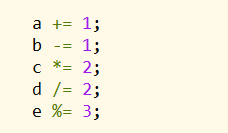 a += 1;
b -= 1;
c *= 2;
d /= 2;
e %= 3;